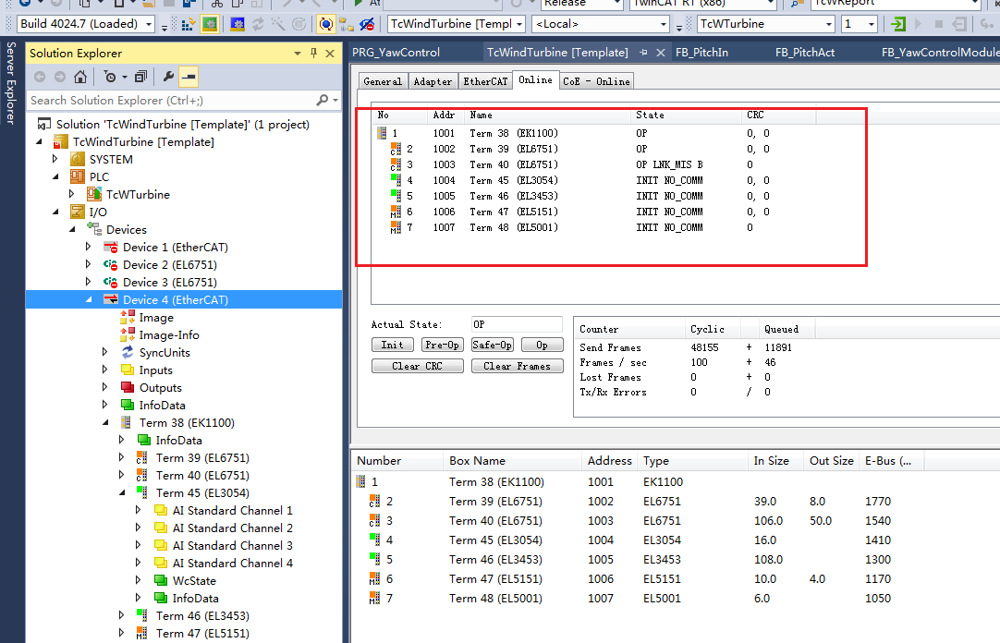 Release TwinCAT RT (x86) TcWReport
Build 4024.7 (Loaded) TcWindTurbine [Templ <Local> TcWTurbine 1
Server Explorer
Solution Explorer
Search Solution Explorer (Ctrl+;)
Solution 'TcWindTurbine [Template]' (1 project)
TcWindTurbine [Template]
SYSTEM
PLC
TcWTurbine
I/O
Devices
Device 1 (EtherCAT)
Device 2 (EL6751)
Device 3 (EL6751)
Device 4 (EtherCAT)
Image
Image-Info
SyncUnits
Inputs
Outputs
InfoData
Term 38 (EK1100)
InfoData
Term 39 (EL6751)
Term 40 (EL6751)
Term 45 (EL3054)
AI Standard Channel 1
AI Standard Channel 2
AI Standard Channel 3
AI Standard Channel 4
WcState
InfoData
Term 46 (EL3453)
Term 47 (EL5151)
PRG_YawControl TcWindTurbine [Template] FB_PitchIn FB_PitchAct FB_YawControlModule
General Adapter EtherCAT Online CoE - Online
No Addr Name State CRC
1 1001 Term 38 (EK1100) OP 0, 0
2 1002 Term 39 (EL6751) OP 0, 0
3 1003 Term 40 (EL6751) OP LNK_MIS B 0
4 1004 Term 45 (EL3054) INIT NO_COMM 0, 0
5 1005 Term 46 (EL3453) INIT NO_COMM 0, 0
6 1006 Term 47 (EL5151) INIT NO_COMM 0, 0
7 1007 Term 48 (EL5001) INIT NO_COMM 0
Actual State: OP
Init Pre-Op Safe-Op Op
Clear CRC Clear Frames
Counter Cyclic Queued
Send Frames 48155 + 11891
Frames / sec 100 + 46
Lost Frames 0 + 0
Tx/Rx Errors 0 / 0
Number Box Name Address Type In Size Out Size E-Bus (...
1 Term 38 (EK1100) 1001 EK1100
2 Term 39 (EL6751) 1002 EL6751 39.0 8.0 1770
3 Term 40 (EL6751) 1003 EL6751 106.0 50.0 1540
4 Term 45 (EL3054) 1004 EL3054 16.0 1410
5 Term 46 (EL3453) 1005 EL3453 108.0 1300
6 Term 47 (EL5151) 1006 EL5151 10.0 4.0 1170
7 Term 48 (EL5001) 1007 EL5001 6.0 1050